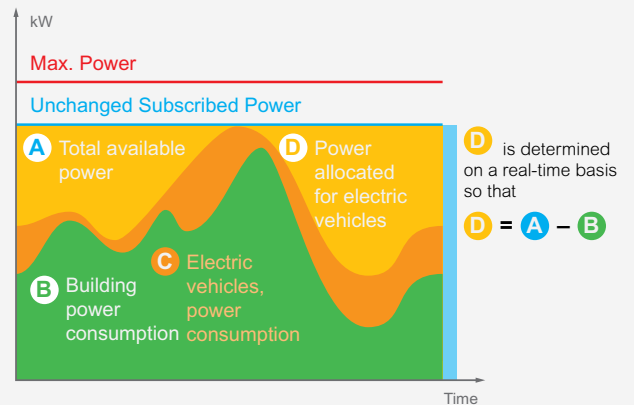 kW
Max. Power
Unchanged Subscribed Power
A Total available
power
D Power
allocated
for electric
vehicles
B Building
power
consumption
C Electric
vehicles,
power
consumption
D is determined
on a real-time basis
so that
D = A – B
Time